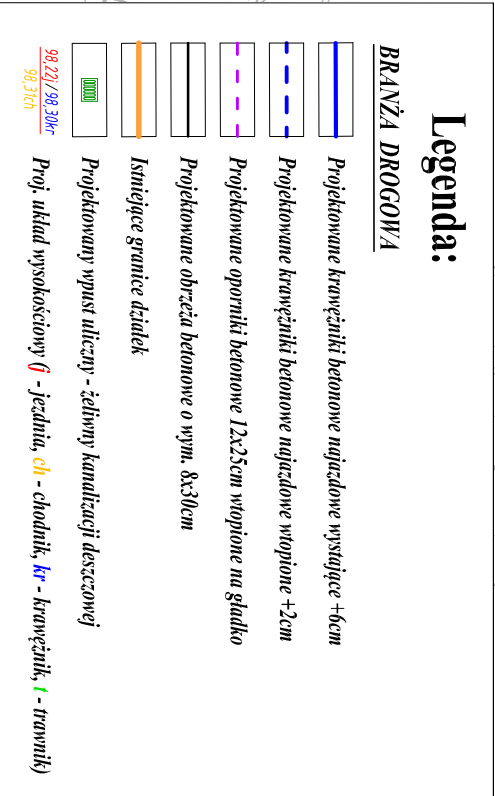 Legenda:
BRANŻA DROGOWA
Projektowane krawężniki betonowe najazdowe wystające +6cm
Projektowane krawężniki betonowe najazdowe wtopione +2cm
Projektowane oporniki betonowe 12x25cm wtopione na gładko
Projektowane obrzeża betonowe o wym. 8x30cm
Istniejące granice działek
Projektowany wpust uliczny - żeliwny kanalizacji deszczowej
98,22j/98,30kr
98,31ch
Proj. układ wysokościowy (j - jezdnia, ch - chodnik, kr - krawężnik, t - trawnik)